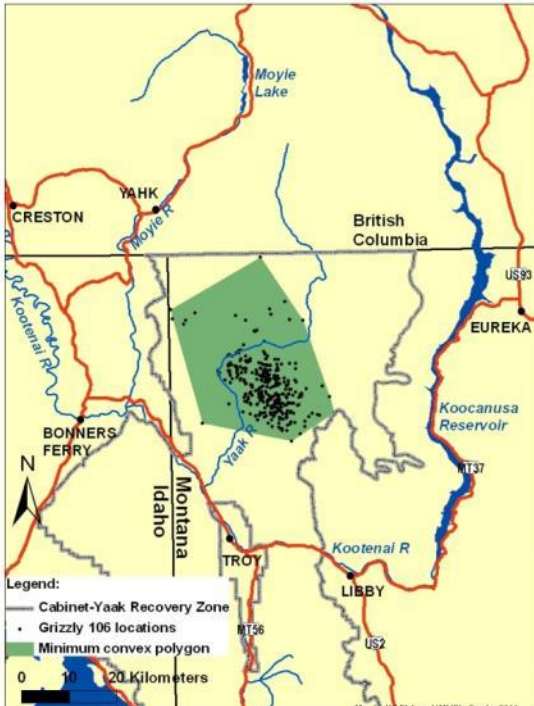 Moyie
Lake
YAHK
CRESTON
Moyie R
British
Columbia
US93
Kootenai R
EUREKA
Koocanusa
Reservoir
BONNERS
FERRY
Yaak R
N
Montana
Idaho
MT37
Kootenai R
TROY
LIBBY
Legend:
Cabinet-Yaak Recovery Zone
Grizzly 106 locations
Minimum convex polygon
MT56
US2
0 10 20 Kilometers